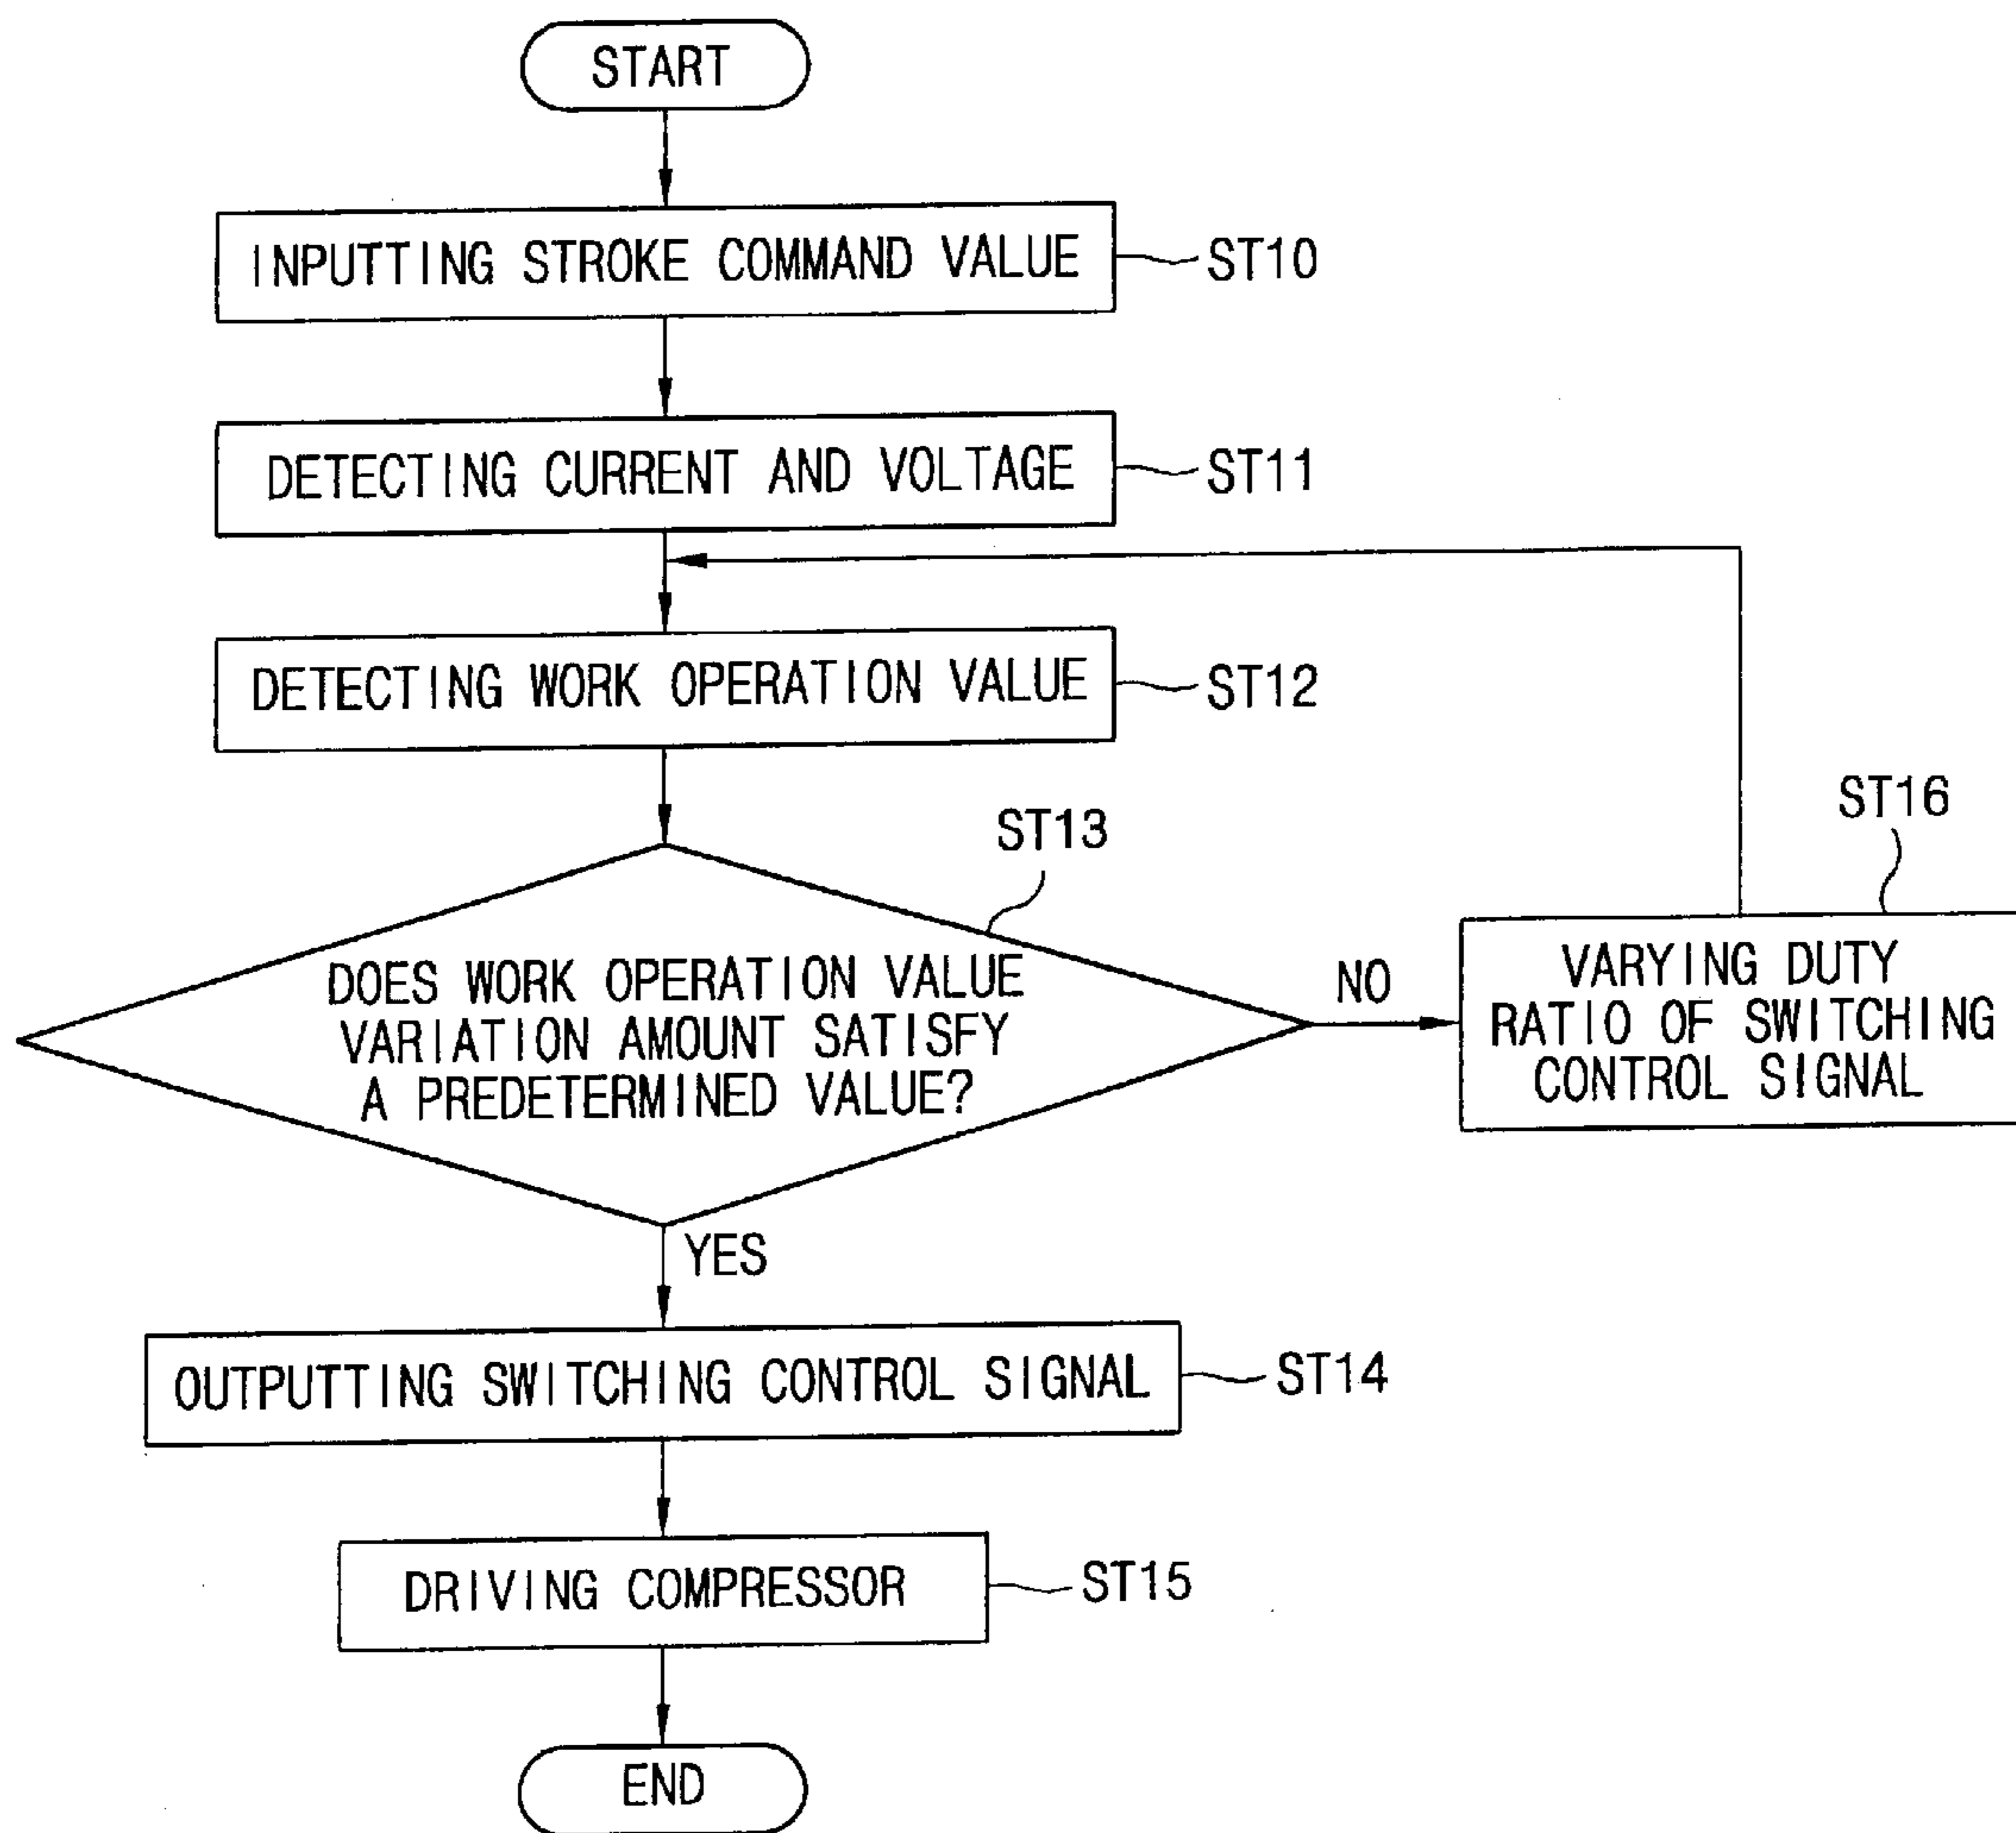 START
INPUTTING STROKE COMMAND VALUE
ST10
DETECTING CURRENT AND VOLTAGE
ST11
DETECTING WORK OPERATION VALUE
ST12
ST13
DOES WORK OPERATION VALUE
VARIATION AMOUNT SATISFY
A PREDETERMINED VALUE?
NO
ST16
VARYING DUTY
RATIO OF SWITCHING
CONTROL SIGNAL
YES
OUTPUTTING SWITCHING CONTROL SIGNAL
ST14
DRIVING COMPRESSOR
ST15
END